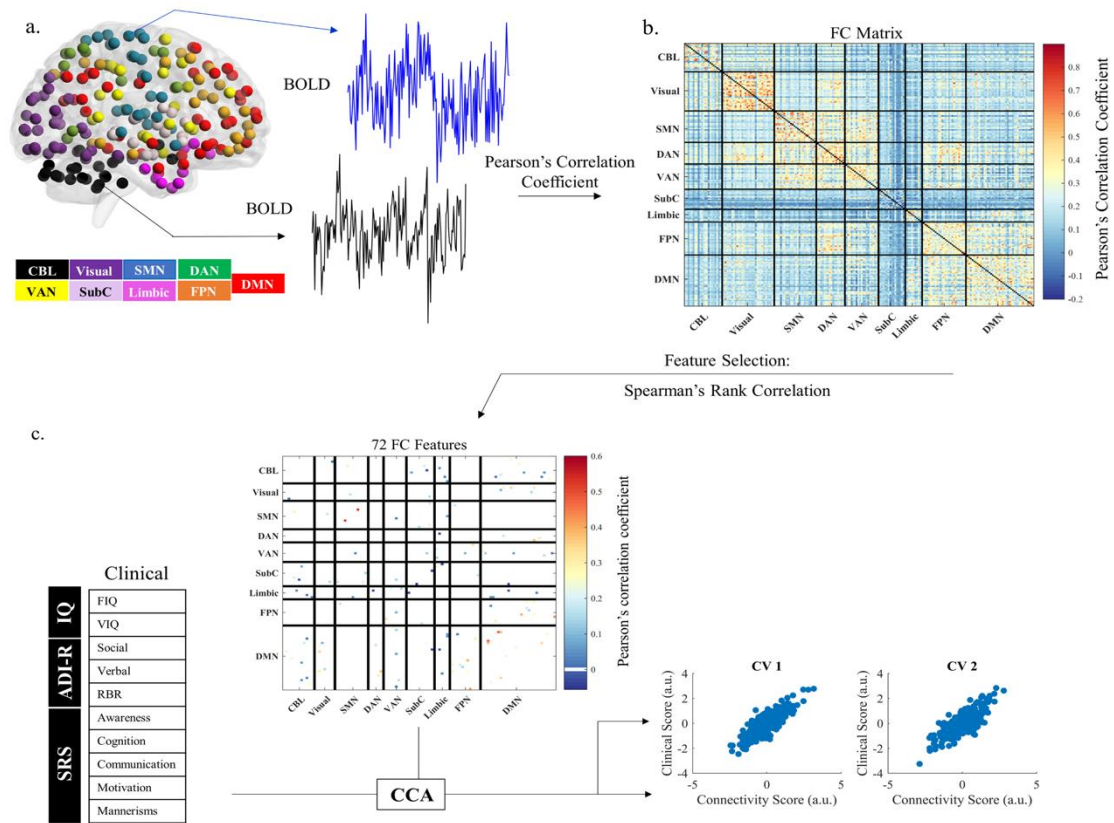 a.
BOLD
BOLD
CBL Visual SMN DAN
VAN SubC Limbic FPN
DMN
Pearson's Correlation
Coefficient
b.
FC Matrix
CBL
Visual
SMN
DAN
VAN
SubC
Limbic
FPN
DMN
CBL Visual SMN DAN VAN SubC Limbic FPN DMN
0.8
0.7
0.6
0.5
0.4
0.3
0.2
0.1
0
-0.1
-0.2
Pearson's Correlation Coefficient
Feature Selection:
Spearman's Rank Correlation
c.
72 FC Features
CBL
Visual
SMN
DAN
VAN
SubC
Limbic
FPN
DMN
CBL Visual SMN DAN VAN SubC Limbic FPN DMN
0.6
0.5
0.4
0.3
0.2
0.1
0
Pearson's correlation coefficient
Clinical
IQ
FIQ
VIQ
ADI-R
Social
Verbal
RBR
SRS
Awareness
Cognition
Communication
Motivation
Mannerisms
CCA
CV 1
Clinical Score (a.u.)
4
2
0
-2
-4
-5 0 5
Connectivity Score (a.u.)
CV 2
Clinical Score (a.u.)
4
2
0
-2
-4
-5 0 5
Connectivity Score (a.u.)